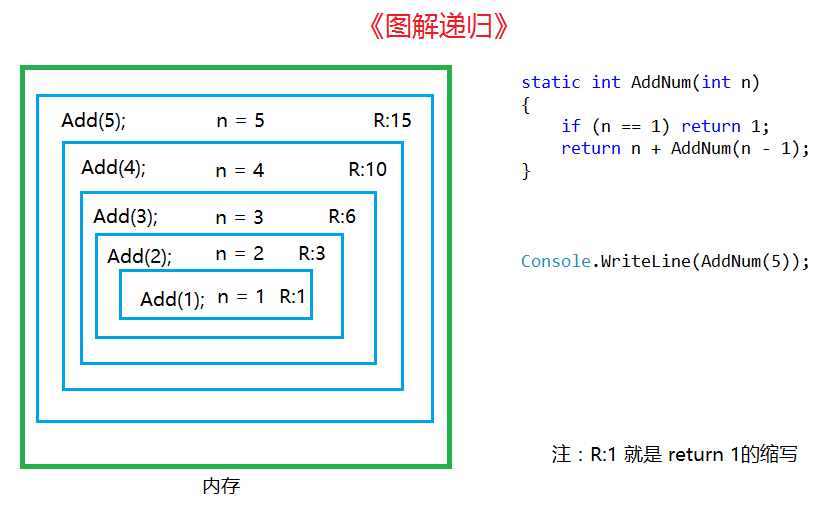 《图解递归》
Add(5); n = 5 R:15
Add(4); n = 4 R:10
Add(3); n = 3 R:6
Add(2); n = 2 R:3
Add(1); n = 1 R:1
内存
static int AddNum(int n)
{
if (n == 1) return 1;
return n + AddNum(n - 1);
}
Console.WriteLine(AddNum(5));
注：R:1 就是 return 1的缩写